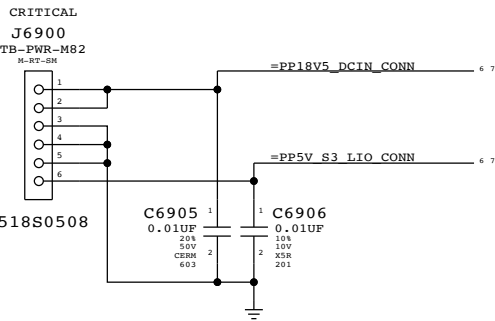 CRITICAL
J6900
TB-PWR-M82
M-RT-SM
=PP18V5_DCIN_CONN 6 7
1
2
3
4
5
6
=PP5V_S3_LIO_CONN 6 7
518S0508
C6905 1
0.01UF
20%
50V 2
CERM
603
1 C6906
0.01UF
10%
2 10V
X5R
201